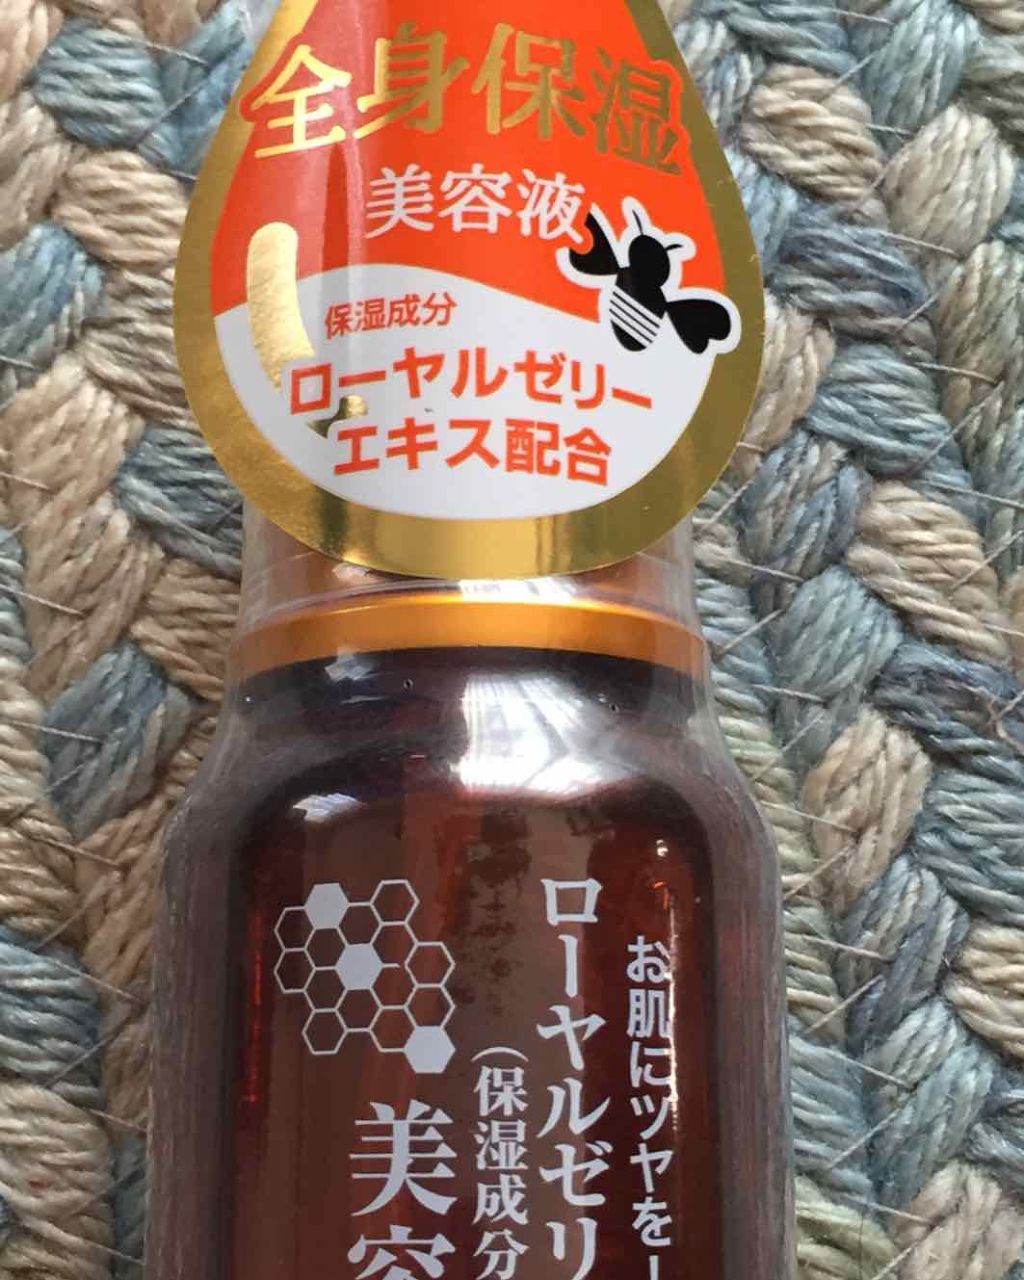 全身保湿
美容液
保湿成分
ローヤルゼリー
エキス配合
お肌にツヤを!
ローヤルゼリ
(保湿成分
美容